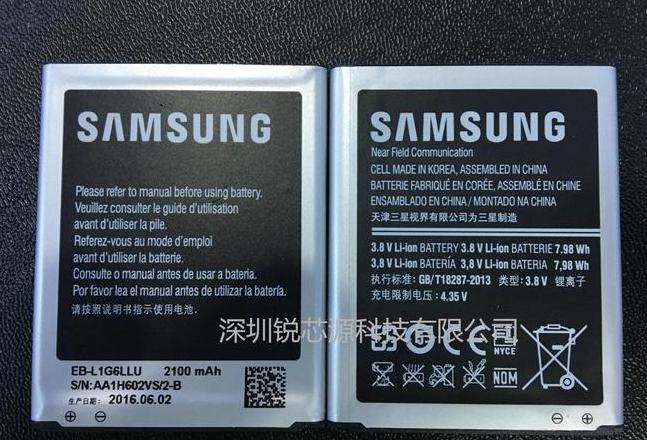 SAMSUNG
Please refer to manual before using battery.
Veuillez consulter le guide d'utilisation
avant d'utiliser la pile.
Referez-vous au mode d'emploi
avant d'utiliser la batterie.
Consulte o manual antes de usar a bateria.
Por favor lea el manual antes de utilizar la batería.
请按照说明书指示使用电池.
EB-L1G6LLU 2100 mAh
S/N:AA1H602VS/2-B
生产日期: 2016.06.02
SAMSUNG
Near Field Communication
CELL MADE IN KOREA, ASSEMBLED IN CHINA
BATTERIE FABRIQUÉ EN CORÉE, ASSEMBLÉ EN CHINE
ENSAMBLADO EN CHINA / MONTADO NA CHINA
天津三星视界有限公司为三星制造
3.8 V Li-ion BATTERY 3.8 V Li-ion BATTERIE 7.98 Wh
3,8 V Li-ion BATERÍA 3,8 V Li-ion BATERIA 7,98 Wh
执行标准: GB/T18287-2013 类型: 3.8 V 锂离子
充电限制电压: 4.35 V
深圳锐芯源科技有限公司
NYCE
NOM